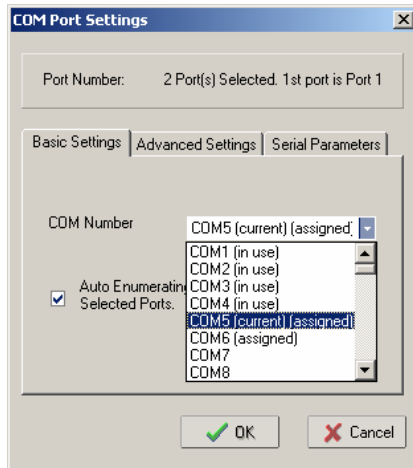 COM Port Settings
Port Number: 2 Port(s) Selected. 1st port is Port 1
Basic Settings Advanced Settings Serial Parameters
COM Number COM5 (current) (assigned)
COM1 (in use)
COM2 (in use)
Auto Enumerating COM3 (in use)
Selected Ports. COM4 (in use)
COM5 (current) (assigned)
COM6 (assigned)
COM7
COM8
OK Cancel